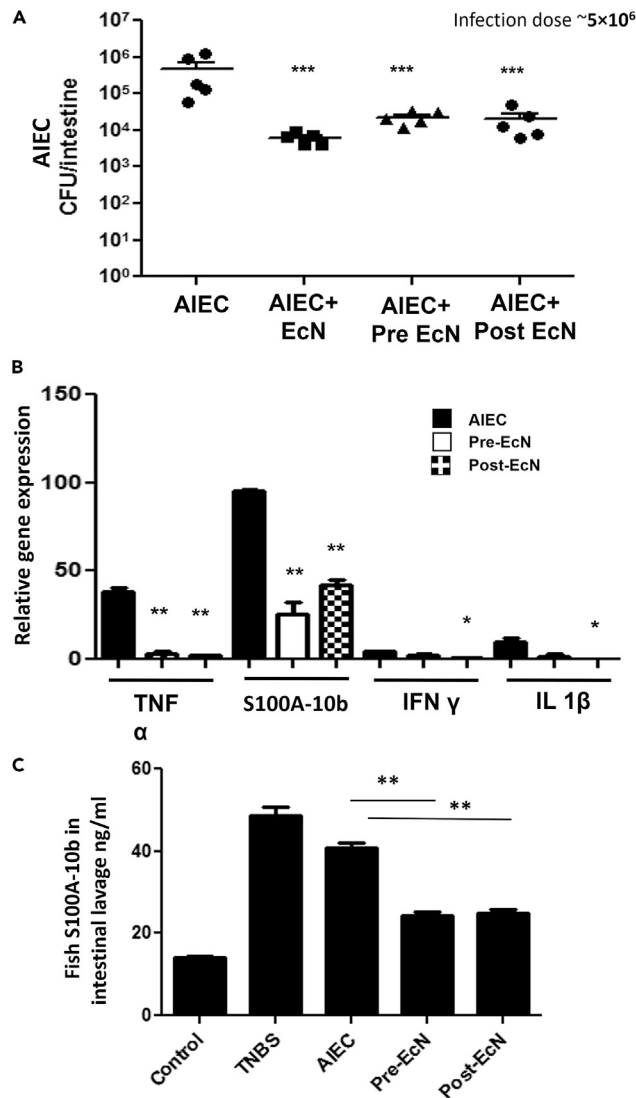 A
Infection dose ~5×10⁶
AIEC
CFU/intestine
10⁶
10⁵
10⁴
10³
10²
10¹
10⁰
***
***
***
AIEC
AIEC+
EcN
AIEC+
Pre EcN
AIEC+
Post EcN
B
Relative gene expression
150
100
50
0
AIEC
Pre-EcN
Post-EcN
**
**
**
**
*
*
TNF
α
S100A-10b
IFN γ
IL 1β
C
Fish S100A-10b in
intestinal lavage ng/ml
60
40
20
0
**
**
Control
TNBS
AIEC
Pre-EcN
Post-EcN